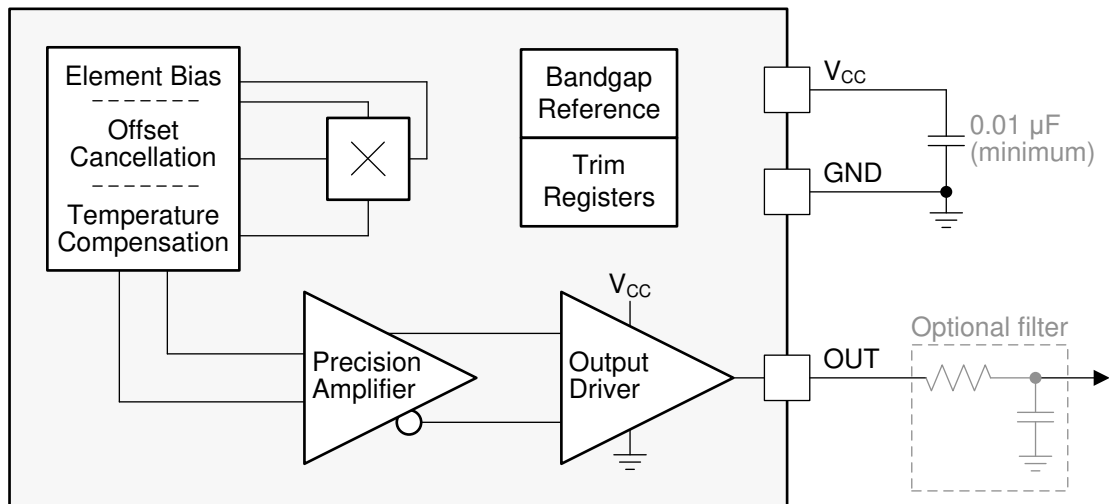 Element Bias
Offset
Cancellation
Temperature
Compensation
Bandgap
Reference
Trim
Registers
VCC
0.01 µF
(minimum)
GND
Precision
Amplifier
VCC
Output
Driver
OUT
Optional filter